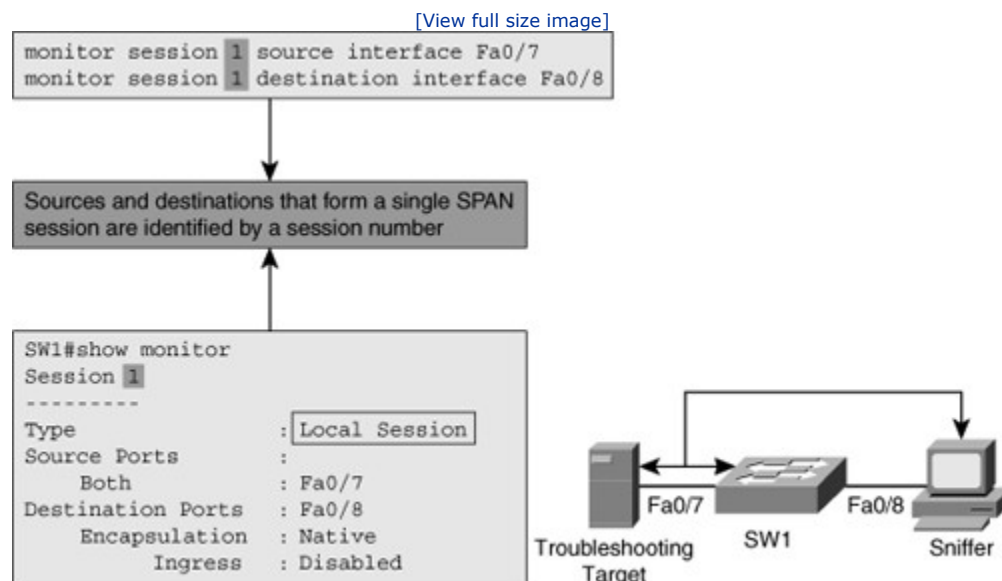 [View full size image]
monitor session 1 source interface Fa0/7
monitor session 1 destination interface Fa0/8
Sources and destinations that form a single SPAN
session are identified by a session number
SW1#show monitor
Session 1
---------
Type : Local Session
Source Ports :
Both : Fa0/7
Destination Ports : Fa0/8
Encapsulation : Native
Ingress : Disabled
Fa0/7
Fa0/8
Troubleshooting
Target
SW1
Sniffer